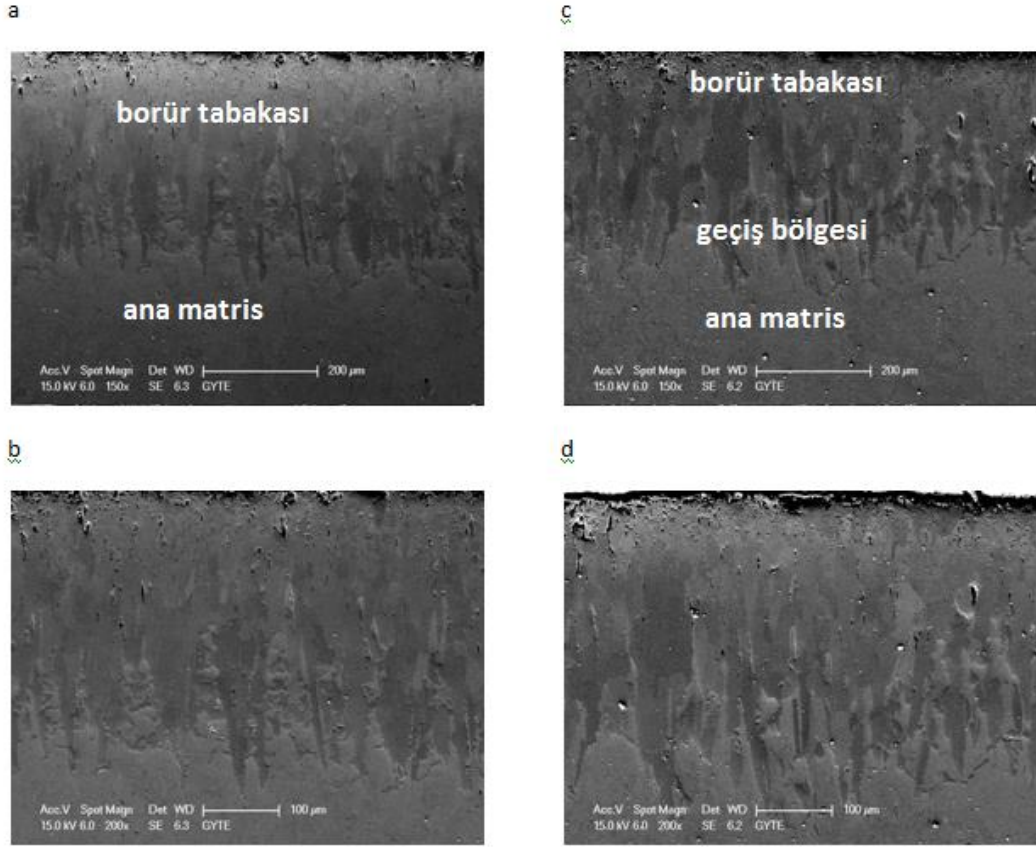 a
borür tabakası
ana matris
Acc.V Spot Magn Det WD 200 µm
15.0 kV 6.0 150x SE 6.3 GYTE
c
borür tabakası
geçiş bölgesi
ana matris
Acc.V Spot Magn Det WD 200 µm
15.0 kV 6.0 150x SE 6.2 GYTE
b
Acc.V Spot Magn Det WD 100 µm
15.0 kV 6.0 200x SE 6.3 GYTE
d
Acc.V Spot Magn Det WD 100 µm
15.0 kV 6.0 200x SE 6.2 GYTE